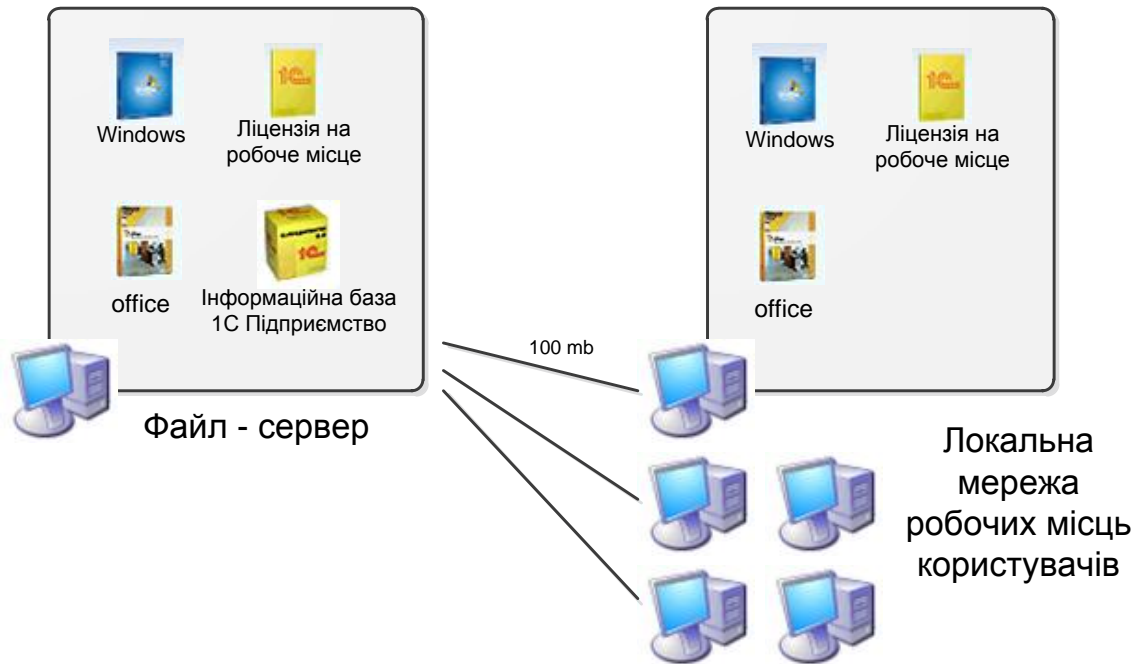 Windows
Ліцензія на
робоче місце
office
Інформаційна база
1С Підприємство
Файл - сервер
100 mb
Windows
Ліцензія на
робоче місце
office
Локальна
мережа
робочих місць
користувачів